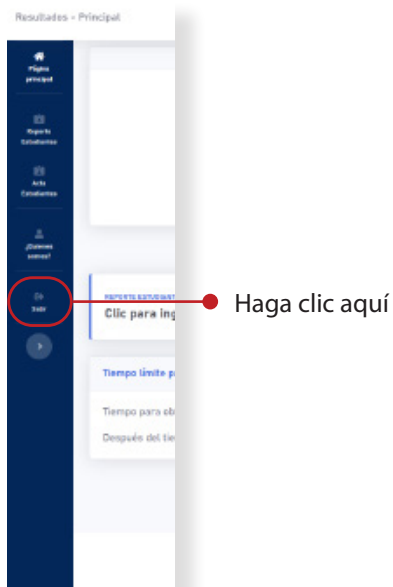 Resultados - Principal
Página
principal
Reporte
Estudiantes
Acta
Estudiantes
¿Quienes
somos?
Salir
REPORTE ESTUDIANT
Clic para ing
Haga clic aquí
Tiempo límite p
Tiempo para ob
Después del tie